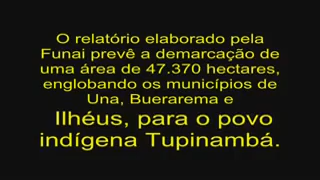 O relatório elaborado pela
Funai prevê a demarcação de
uma área de 47.370 hectares,
englobando os municípios de
Una, Buerarema e
Ilhéus, para o povo
indígena Tupinambá.